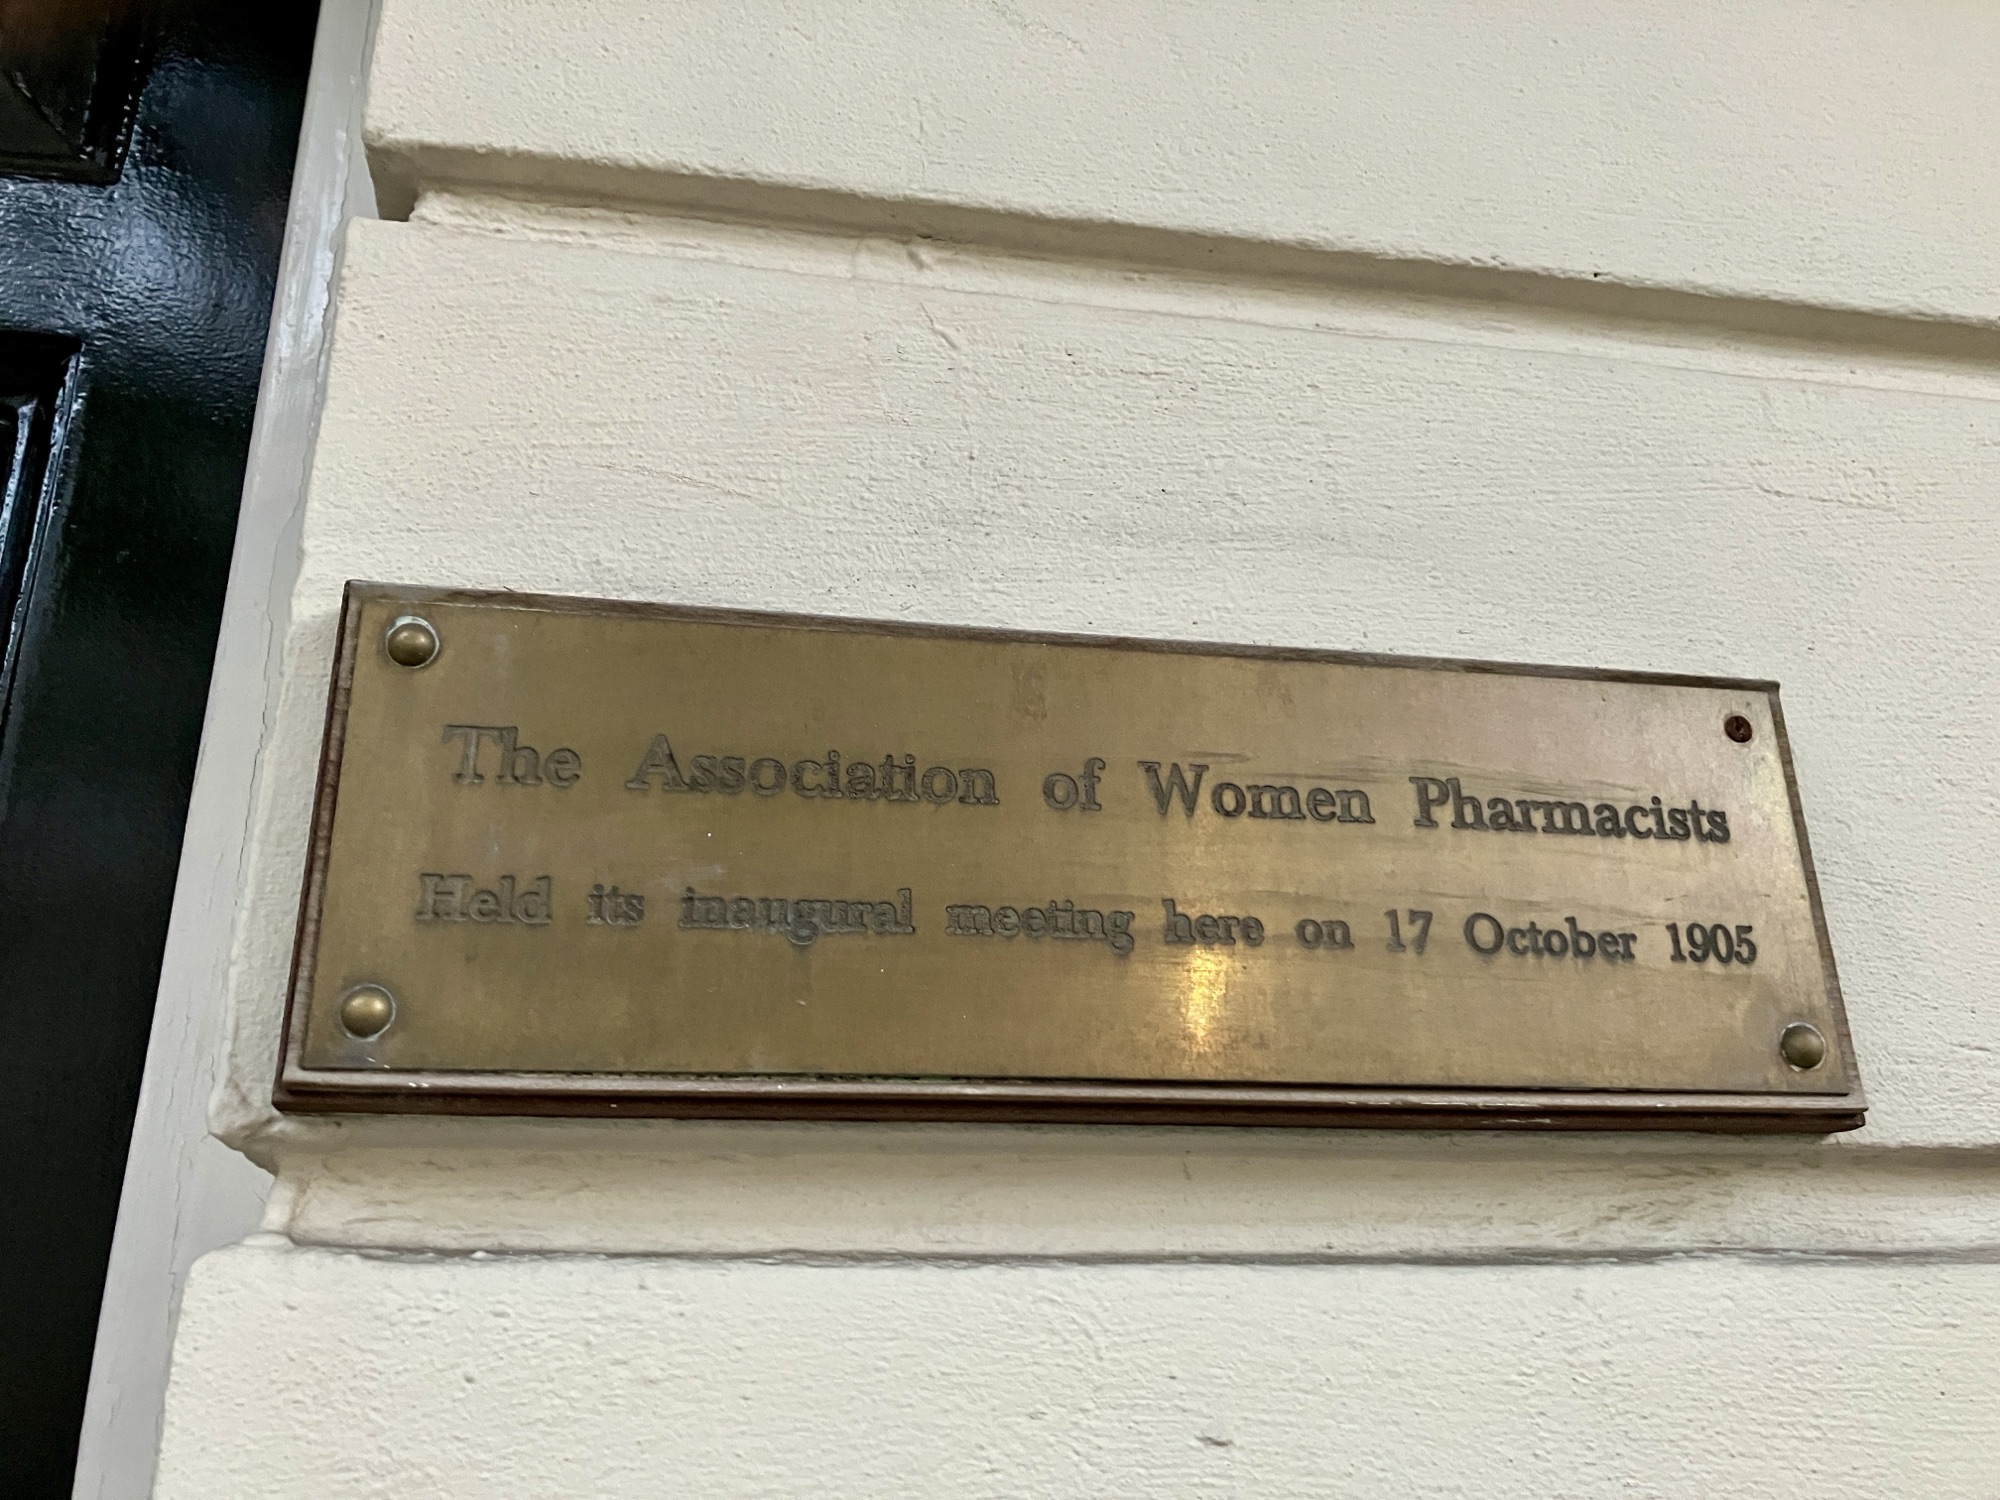 The Association of Women Pharmacists
Held its inaugural meeting here on 17 October 1905